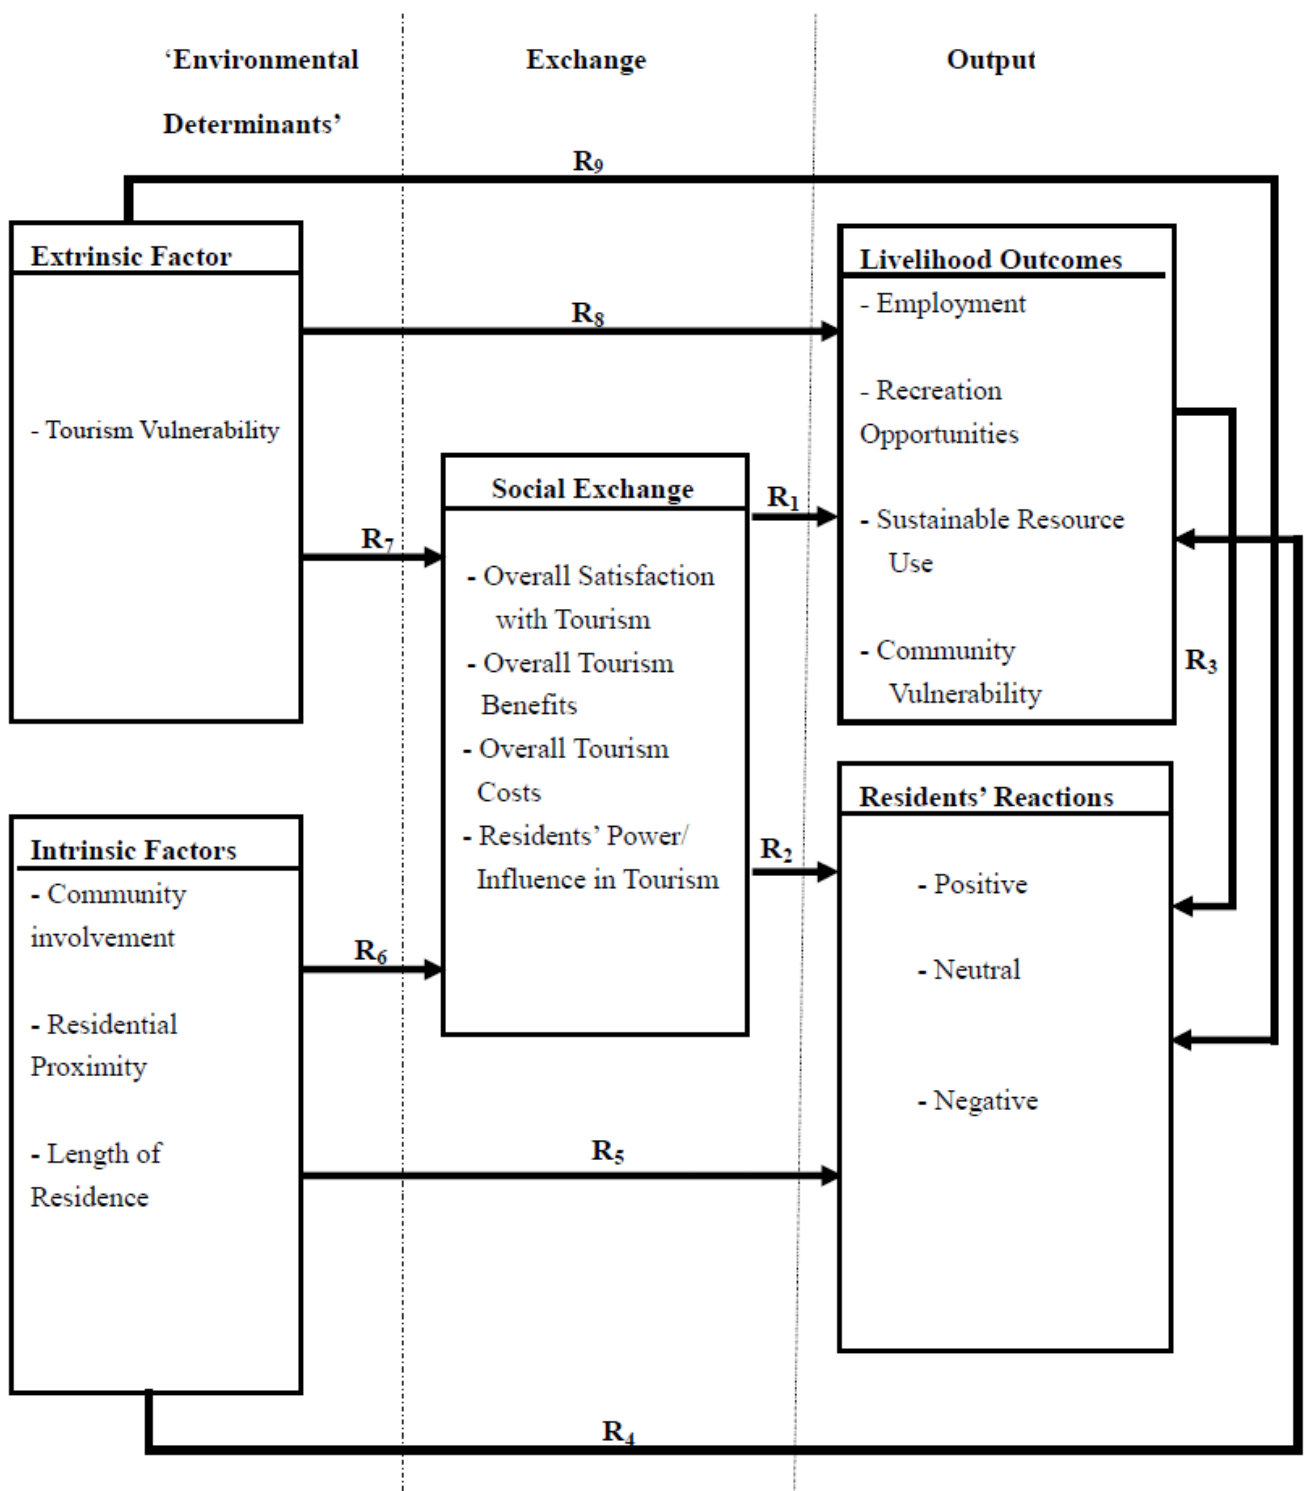 ‘Environmental
Determinants’
Exchange
Output
R9
Extrinsic Factor
- Tourism Vulnerability
R8
R7
Livelihood Outcomes
- Employment
- Recreation
Opportunities
- Sustainable Resource
Use
- Community
Vulnerability
Social Exchange
- Overall Satisfaction
with Tourism
- Overall Tourism
Benefits
- Overall Tourism
Costs
- Residents’ Power/
Influence in Tourism
R1
R3
R2
Residents’ Reactions
- Positive
- Neutral
- Negative
Intrinsic Factors
- Community
involvement
- Residential
Proximity
- Length of
Residence
R6
R5
R4